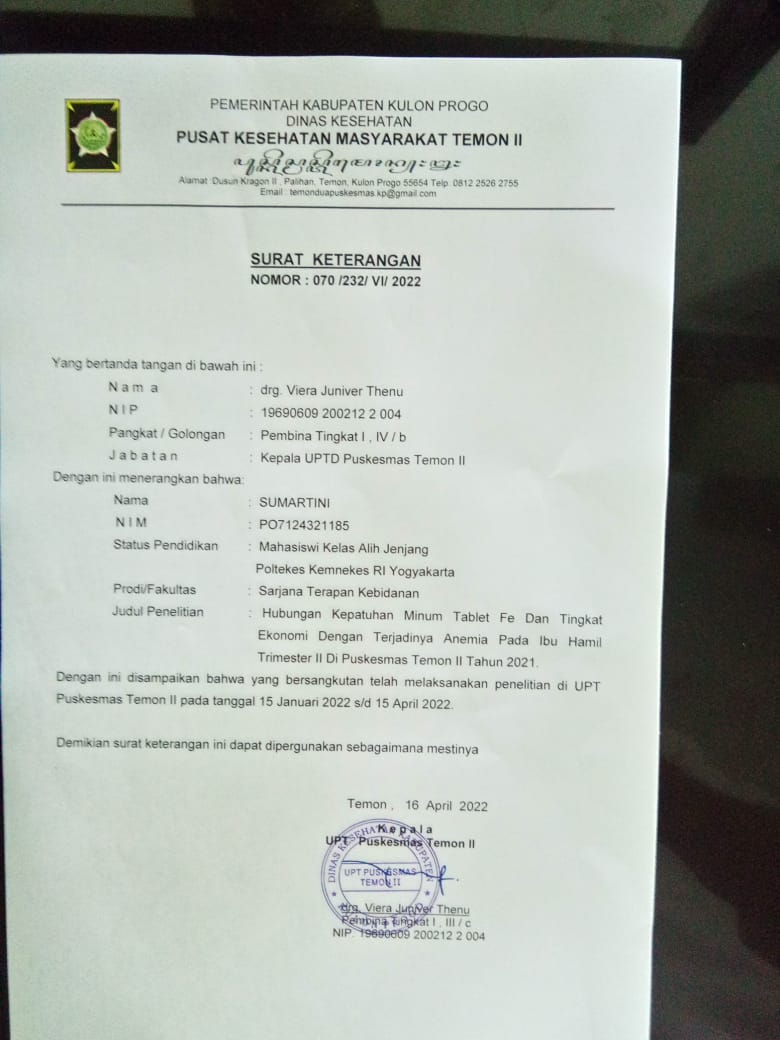 PEMERINTAH KABUPATEN KULON PROGO
DINAS KESEHATAN
PUSAT KESEHATAN MASYARAKAT TEMON II
Alamat :Dusun Kragon II , Palihan, Temon, Kulon Progo 55654 Telp. 0812 2526 2755
Email : temonduapuskesmas.kp@gmail.com
SURAT KETERANGAN
NOMOR : 070 /232/ VI/ 2022
Yang bertanda tangan di bawah ini :
N a m a : drg. Viera Juniver Thenu
N I P : 19690609 200212 2 004
Pangkat / Golongan : Pembina Tingkat I , IV / b
J a b a t a n : Kepala UPTD Puskesmas Temon II
Dengan ini menerangkan bahwa:
Nama : SUMARTINI
N I M : PO7124321185
Status Pendidikan : Mahasiswi Kelas Alih Jenjang
Poltekes Kemnekes RI Yogyakarta
Prodi/Fakultas : Sarjana Terapan Kebidanan
Judul Penelitian : Hubungan Kepatuhan Minum Tablet Fe Dan Tingkat
Ekonomi Dengan Terjadinya Anemia Pada Ibu Hamil
Trimester II Di Puskesmas Temon II Tahun 2021.
Dengan ini disampaikan bahwa yang bersangkutan telah melaksanakan penelitian di UPT
Puskesmas Temon II pada tanggal 15 Januari 2022 s/d 15 April 2022.
Demikian surat keterangan ini dapat dipergunakan sebagaimana mestinya
Temon , 16 April 2022
K e p a l a
UPT Puskesmas Temon II
DINAS KESEHATAN KABUPATEN
UPT PUSKESMAS
TEMON II
drg. Viera Juniver Thenu
Pembina Tingkat I , III / c
NIP. 19690609 200212 2 004